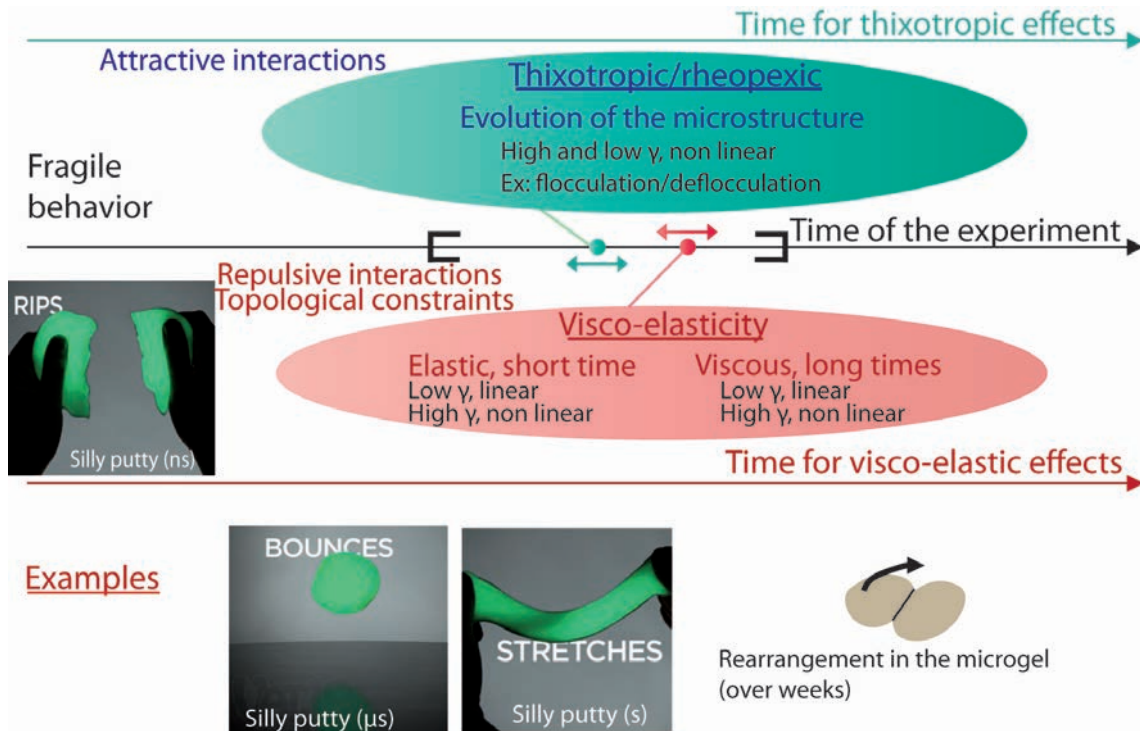 Time for thixotropic effects
Attractive interactions
Thixotropic/rheopexic
Evolution of the microstructure
High and low γ, non linear
Ex: flocculation/deflocculation
Fragile
behavior
Time of the experiment
Repulsive interactions
Topological constraints
RIPS
Silly putty (ns)
Visco-elasticity
Elastic, short time
Low γ, linear
High γ, non linear
Viscous, long times
Low γ, linear
High γ, non linear
Time for visco-elastic effects
Examples
BOUNCES
Silly putty (µs)
STRETCHES
Silly putty (s)
Rearrangement in the microgel
(over weeks)